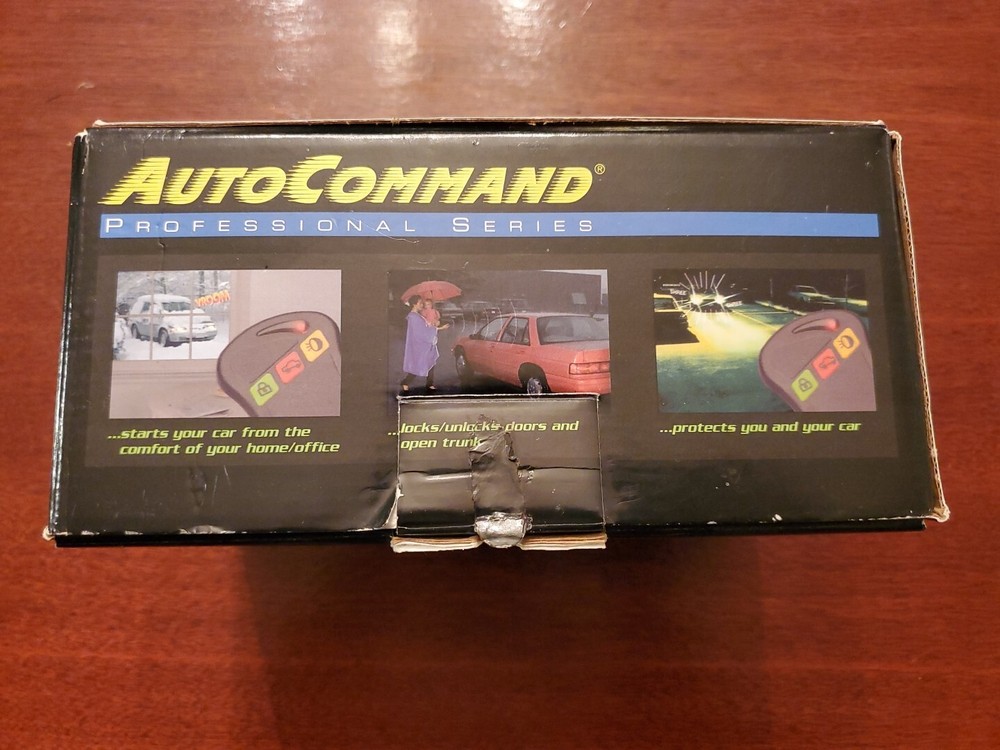 AUTOCOMMAND®
PROFESSIONAL SERIES
VROOM
...starts your car from the
comfort of your home/office
...locks/unlocks doors and
open trunk
...protects you and your car